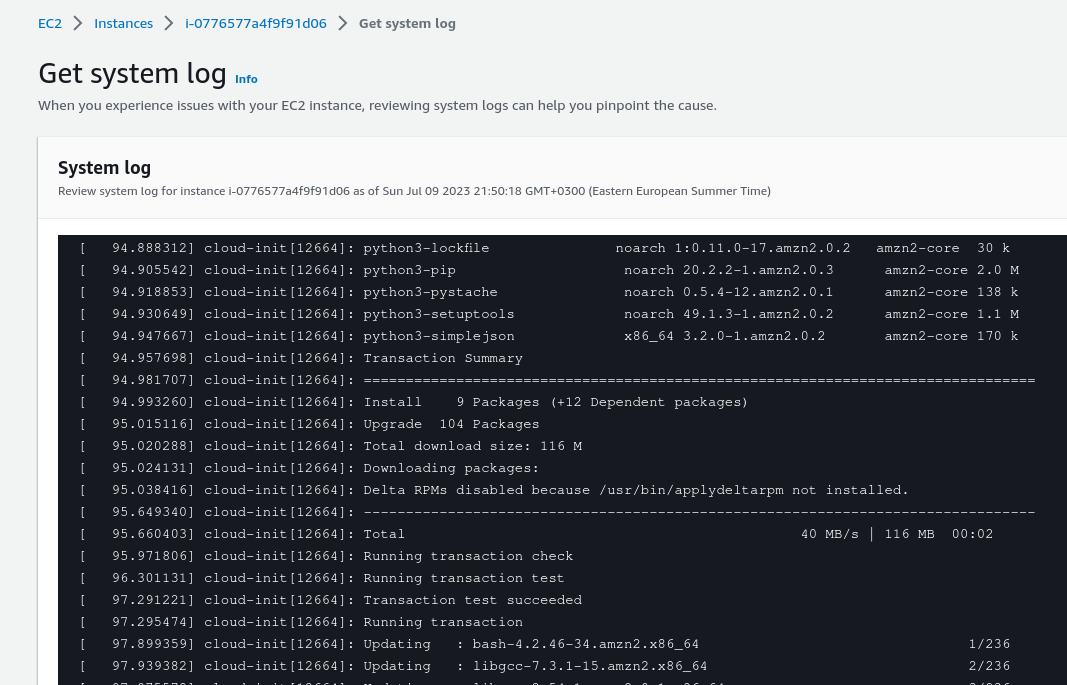 EC2 > Instances > i-0776577a4f9f91d06 > Get system log
Get system log Info
When you experience issues with your EC2 instance, reviewing system logs can help you pinpoint the cause.
System log
Review system log for instance i-0776577a4f9f91d06 as of Sun Jul 09 2023 21:50:18 GMT+0300 (Eastern European Summer Time)
[   94.888312] cloud-init[12664]: python3-lockfile               noarch 1:0.11.0-17.amzn2.0.2   amzn2-core  30 k
[   94.905542] cloud-init[12664]: python3-pip                    noarch 20.2.2-1.amzn2.0.3      amzn2-core 2.0 M
[   94.918853] cloud-init[12664]: python3-pystache               noarch 0.5.4-12.amzn2.0.1      amzn2-core 138 k
[   94.930649] cloud-init[12664]: python3-setuptools             noarch 49.1.3-1.amzn2.0.2      amzn2-core 1.1 M
[   94.947667] cloud-init[12664]: python3-simplejson             x86_64 3.2.0-1.amzn2.0.2       amzn2-core 170 k
[   94.957698] cloud-init[12664]: Transaction Summary
[   94.981707] cloud-init[12664]: ================================================================================
[   94.993260] cloud-init[12664]: Install    9 Packages (+12 Dependent packages)
[   95.015116] cloud-init[12664]: Upgrade  104 Packages
[   95.020288] cloud-init[12664]: Total download size: 116 M
[   95.024131] cloud-init[12664]: Downloading packages:
[   95.038416] cloud-init[12664]: Delta RPMs disabled because /usr/bin/applydeltarpm not installed.
[   95.649340] cloud-init[12664]: --------------------------------------------------------------------------------
[   95.660403] cloud-init[12664]: Total                                               40 MB/s | 116 MB  00:02
[   95.971806] cloud-init[12664]: Running transaction check
[   96.301131] cloud-init[12664]: Running transaction test
[   97.291221] cloud-init[12664]: Transaction test succeeded
[   97.295474] cloud-init[12664]: Running transaction
[   97.899359] cloud-init[12664]: Updating   : bash-4.2.46-34.amzn2.x86_64                                1/236
[   97.939382] cloud-init[12664]: Updating   : libgcc-7.3.1-15.amzn2.x86_64                               2/236